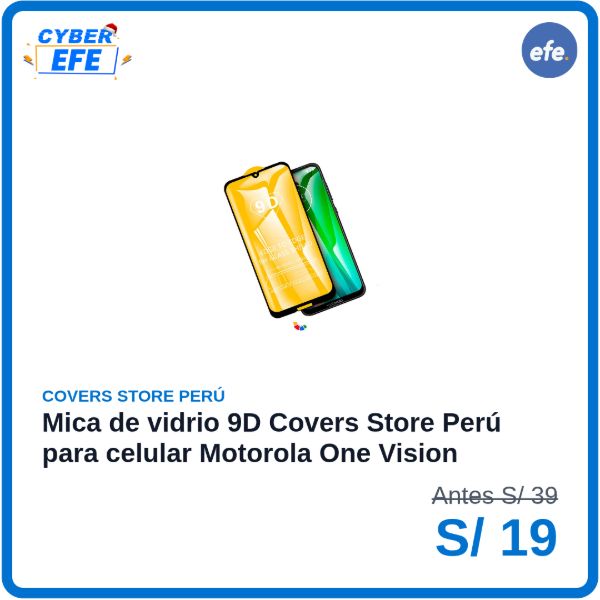 CYBER
EFE
efe.
9D
COVERS STORE PERÚ
Mica de vidrio 9D Covers Store Perú
para celular Motorola One Vision
Antes S/ 39
S/ 19